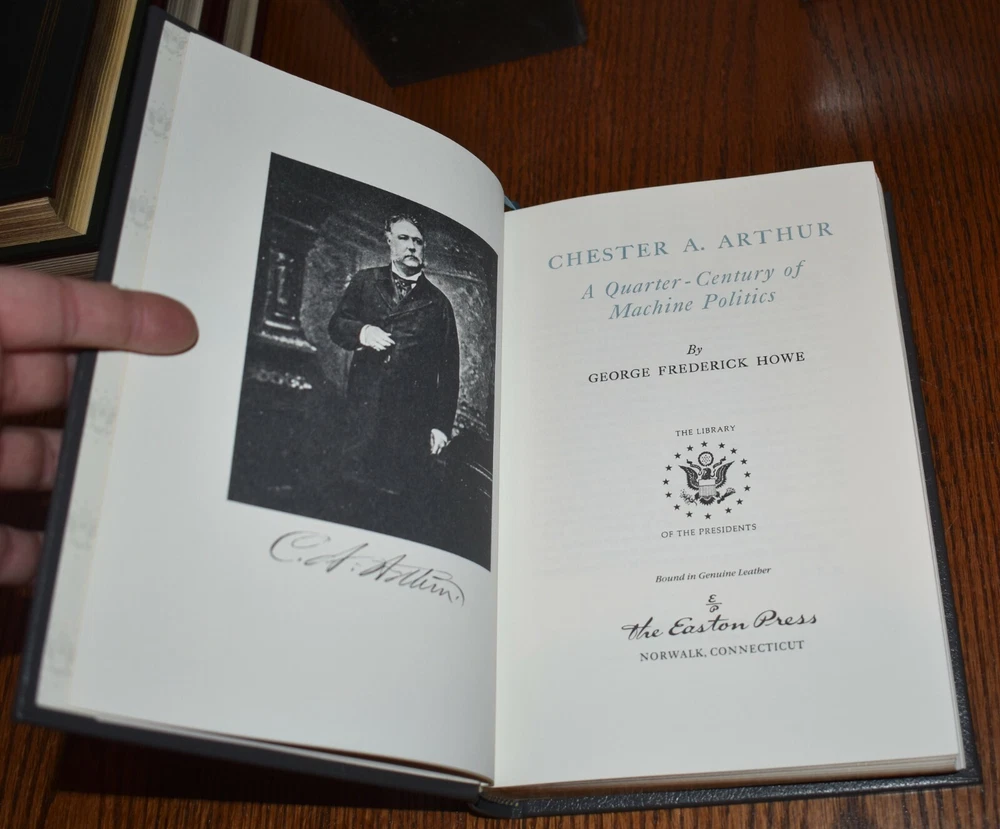 C. A. Arthur.
CHESTER A. ARTHUR
A Quarter-Century of
Machine Politics
By
GEORGE FREDERICK HOWE
THE LIBRARY
OF THE PRESIDENTS
Bound in Genuine Leather
E
P
the Easton Press
NORWALK, CONNECTICUT